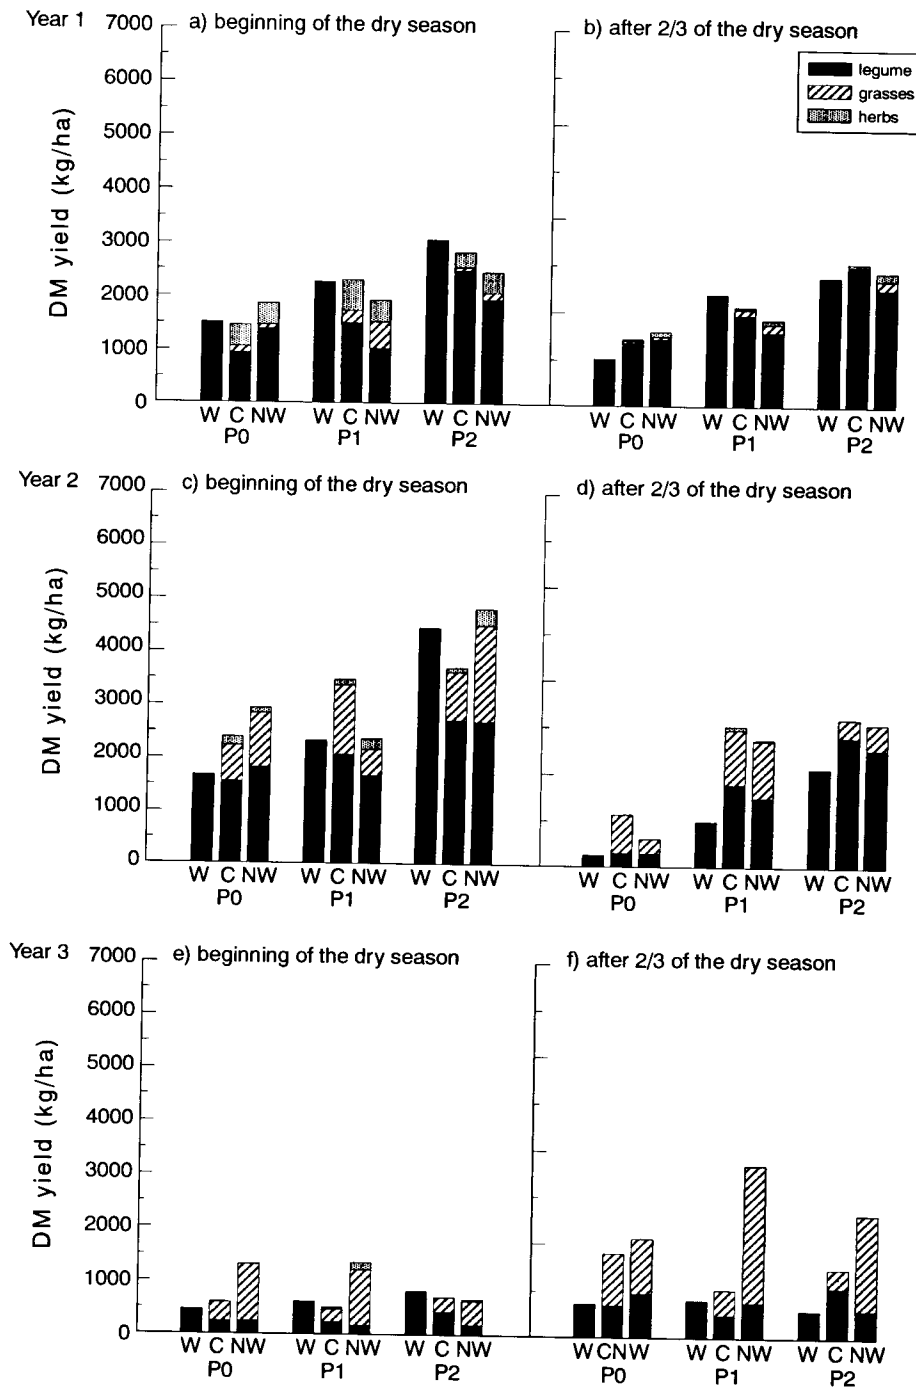 Year 1
a) beginning of the dry season
b) after 2/3 of the dry season
legume
grasses
herbs
DM yield (kg/ha)
7000
6000
5000
4000
3000
2000
1000
0
W C NW W C NW W C NW
P0 P1 P2
W C NW W C NW W C NW
P0 P1 P2
Year 2
c) beginning of the dry season
d) after 2/3 of the dry season
DM yield (kg/ha)
7000
6000
5000
4000
3000
2000
1000
0
W C NW W C NW W C NW
P0 P1 P2
W C NW W C NW W C NW
P0 P1 P2
Year 3
e) beginning of the dry season
f) after 2/3 of the dry season
DM yield (kg/ha)
7000
6000
5000
4000
3000
2000
1000
0
W C NW W C NW W C NW
P0 P1 P2
W CNW W C NW W C NW
P0 P1 P2